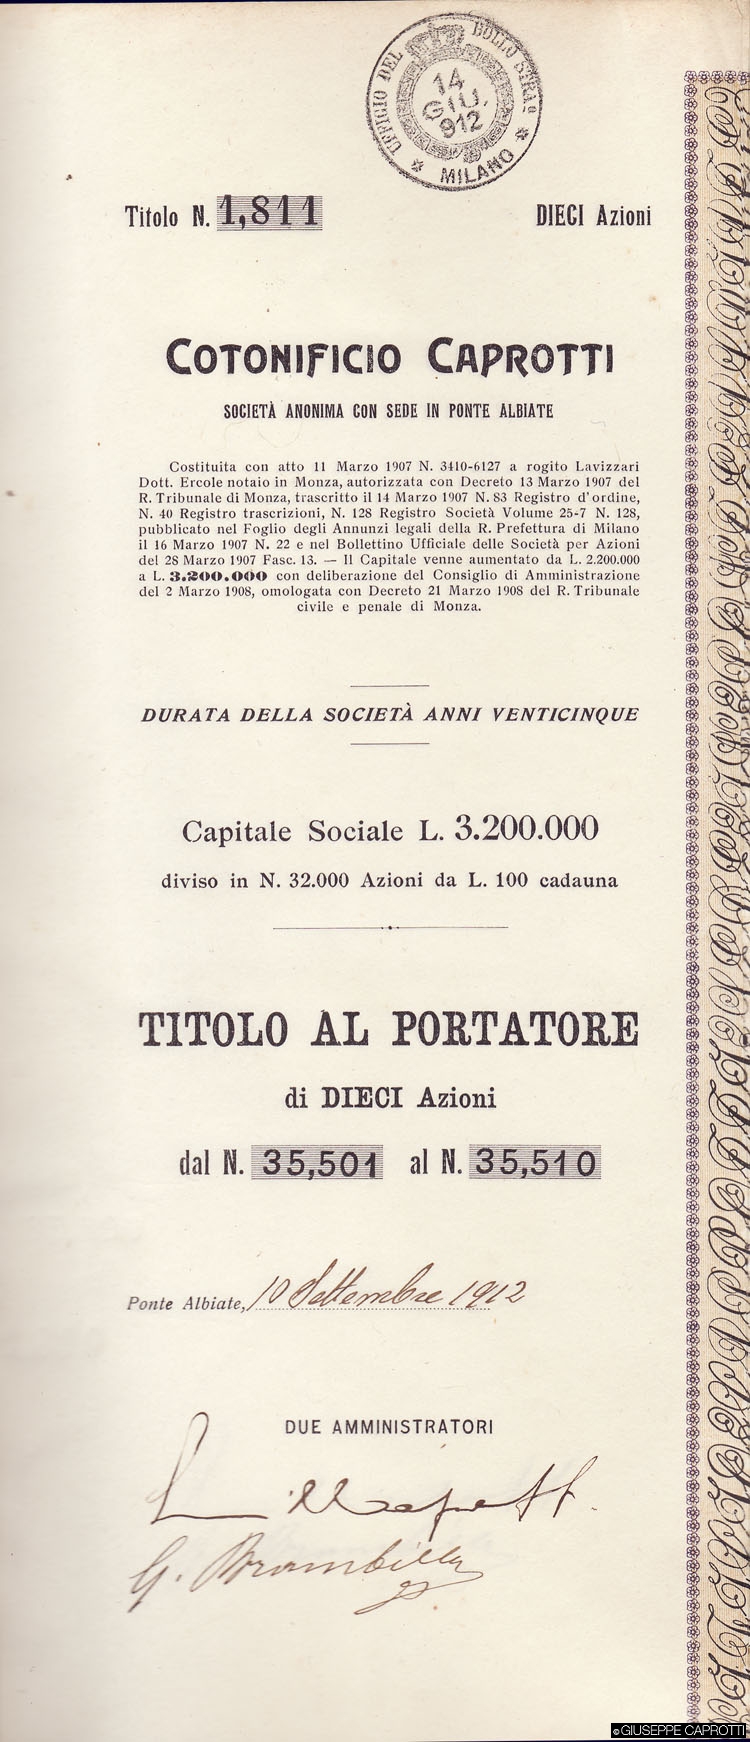 UFFICIO DEL BOLLO STRAO
14
GIU.
912
* MILANO *
Titolo N. 1,811 DIECI Azioni
COTONIFICIO CAPROTTI
SOCIETÀ ANONIMA CON SEDE IN PONTE ALBIATE
Costituita con atto 11 Marzo 1907 N. 3410-6127 a rogito Lavizzari
Dott. Ercole notaio in Monza, autorizzata con Decreto 13 Marzo 1907 del
R. Tribunale di Monza, trascritto il 14 Marzo 1907 N. 83 Registro d'ordine,
N. 40 Registro trascrizioni, N. 128 Registro Società Volume 25-7 N. 128,
pubblicato nel Foglio degli Annunzi legali della R. Prefettura di Milano
il 16 Marzo 1907 N. 22 e nel Bollettino Ufficiale delle Società per Azioni
del 28 Marzo 1907 Fasc. 13. — Il Capitale venne aumentato da L. 2.200.000
a L. 3.200.000 con deliberazione del Consiglio di Amministrazione
del 2 Marzo 1908, omologata con Decreto 21 Marzo 1908 del R. Tribunale
civile e penale di Monza.
DURATA DELLA SOCIETÀ ANNI VENTICINQUE
Capitale Sociale L. 3.200.000
diviso in N. 32.000 Azioni da L. 100 cadauna
TITOLO AL PORTATORE
di DIECI Azioni
dal N. 35,501 al N. 35,510
Ponte Albiate, 10 Settembre 1912
DUE AMMINISTRATORI
G. Brambilla
©GIUSEPPE CAPROTTI